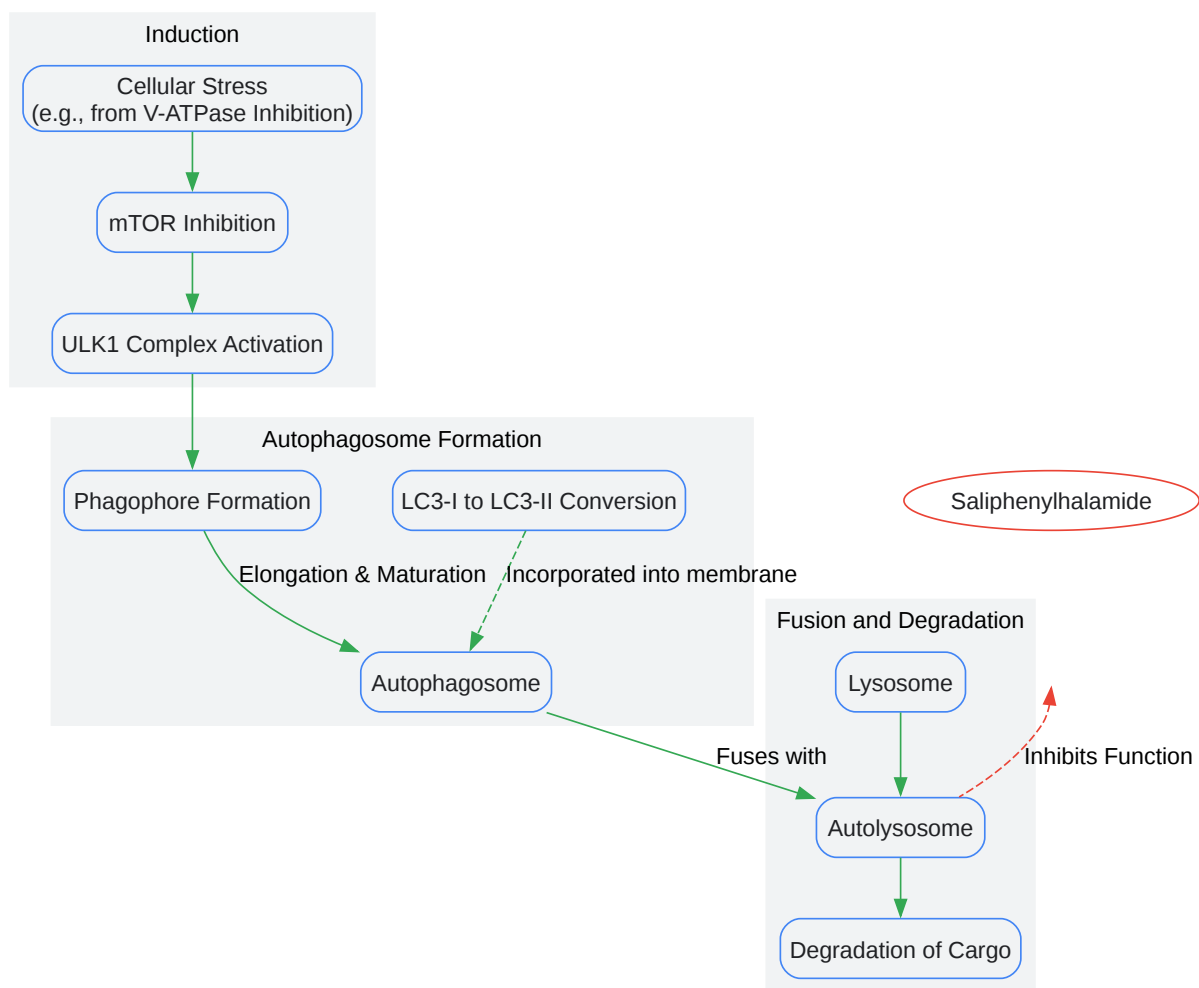 Induction
Cellular Stress
(e.g., from V-ATPase Inhibition)
mTOR Inhibition
ULK1 Complex Activation
Autophagosome Formation
Phagophore Formation
LC3-I to LC3-II Conversion
Saliphenylhalamide
Elongation & Maturation
Incorporated into membrane
Fusion and Degradation
Autophagosome
Lysosome
Fuses with
Inhibits Function
Autolysosome
Degradation of Cargo